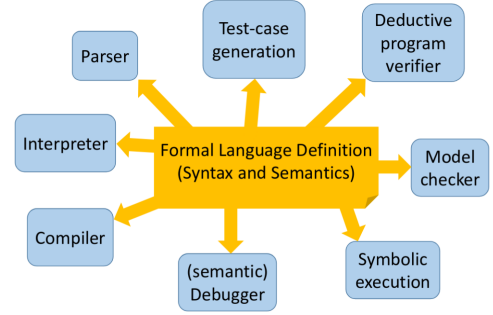 Test-case
generation
Deductive
program
verifier
Parser
Interpreter
Formal Language Definition
(Syntax and Semantics)
Model
checker
Compiler
(semantic)
Debugger
Symbolic
execution